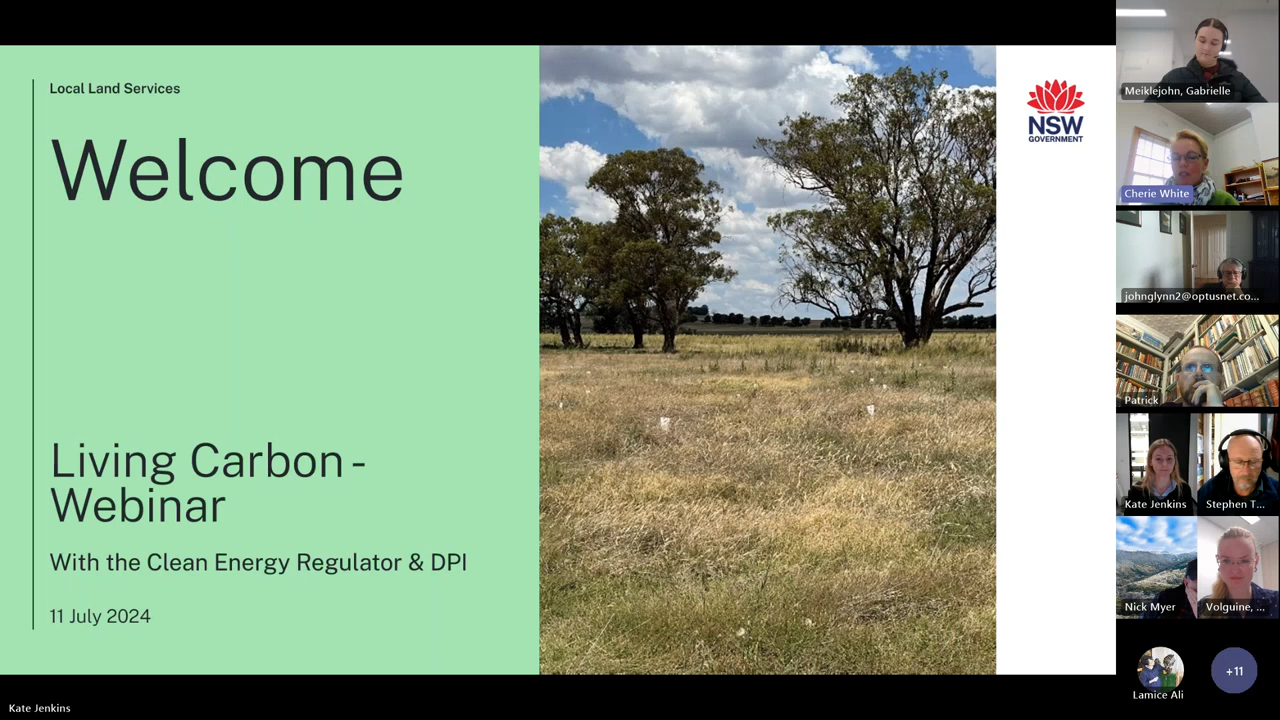 Local Land Services
Welcome
Living Carbon -
Webinar
With the Clean Energy Regulator & DPI
11 July 2024
NSW
GOVERNMENT
Meiklejohn, Gabrielle
Cherie White
johnglynn2@optusnet.co...
Patrick
Kate Jenkins
Stephen T...
Nick Myer
Volguine, ...
Lamice Ali
+11
Kate Jenkins